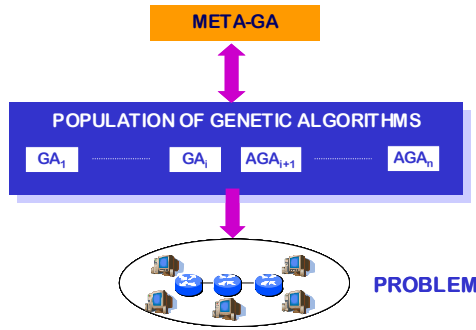 META-GA
POPULATION OF GENETIC ALGORITHMS
GA1 GAi AGAi+1 AGAn
PROBLEM